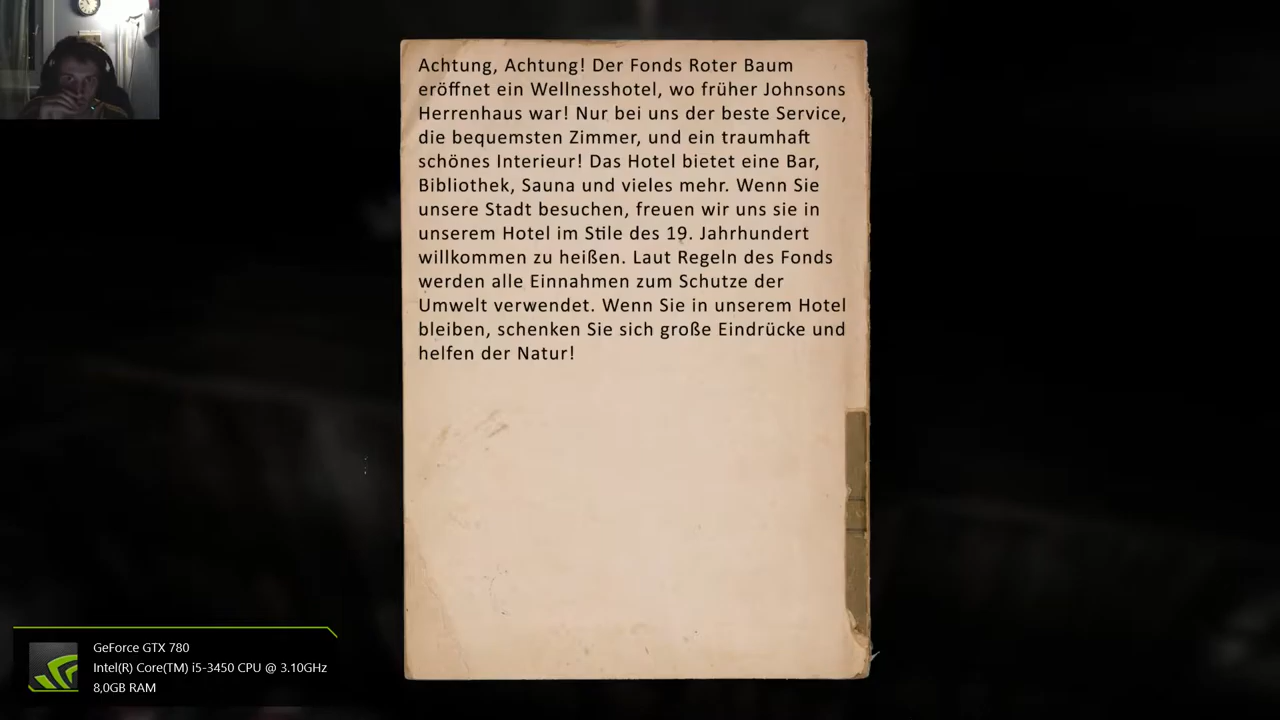 Achtung, Achtung! Der Fonds Roter Baum
eröffnet ein Wellnesshotel, wo früher Johnsons
Herrenhaus war! Nur bei uns der beste Service,
die bequemsten Zimmer, und ein traumhaft
schönes Interieur! Das Hotel bietet eine Bar,
Bibliothek, Sauna und vieles mehr. Wenn Sie
unsere Stadt besuchen, freuen wir uns sie in
unserem Hotel im Stile des 19. Jahrhundert
willkommen zu heißen. Laut Regeln des Fonds
werden alle Einnahmen zum Schutze der
Umwelt verwendet. Wenn Sie in unserem Hotel
bleiben, schenken Sie sich große Eindrücke und
helfen der Natur!
GeForce GTX 780
Intel(R) Core(TM) i5-3450 CPU @ 3.10GHz
8,0GB RAM